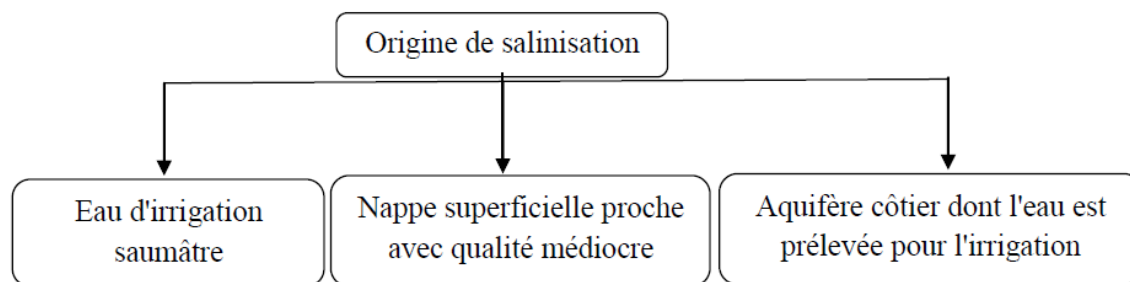 Origine de salinisation
Eau d'irrigation
saumâtre
Nappe superficielle proche
avec qualité médiocre
Aquifère côtier dont l'eau est
prélevée pour l'irrigation